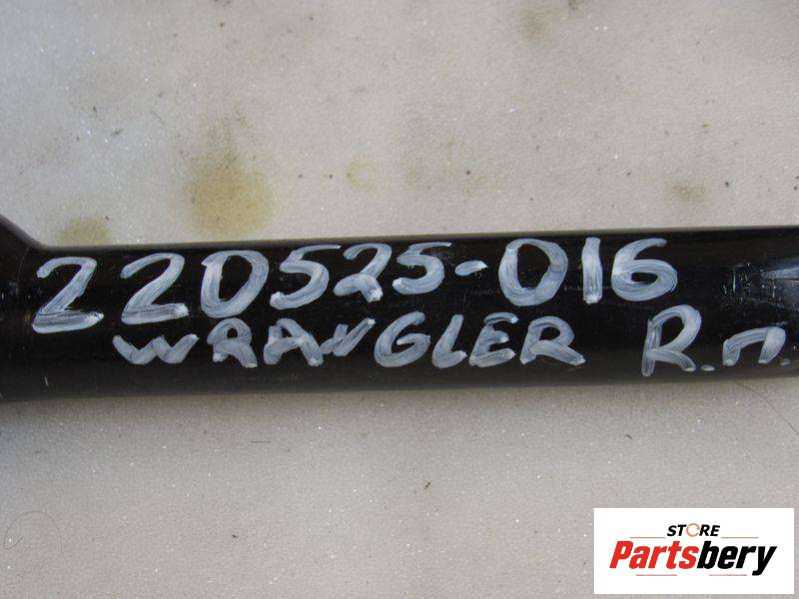 220525-016
WRANGLER R.п.
STORE
Partsbery